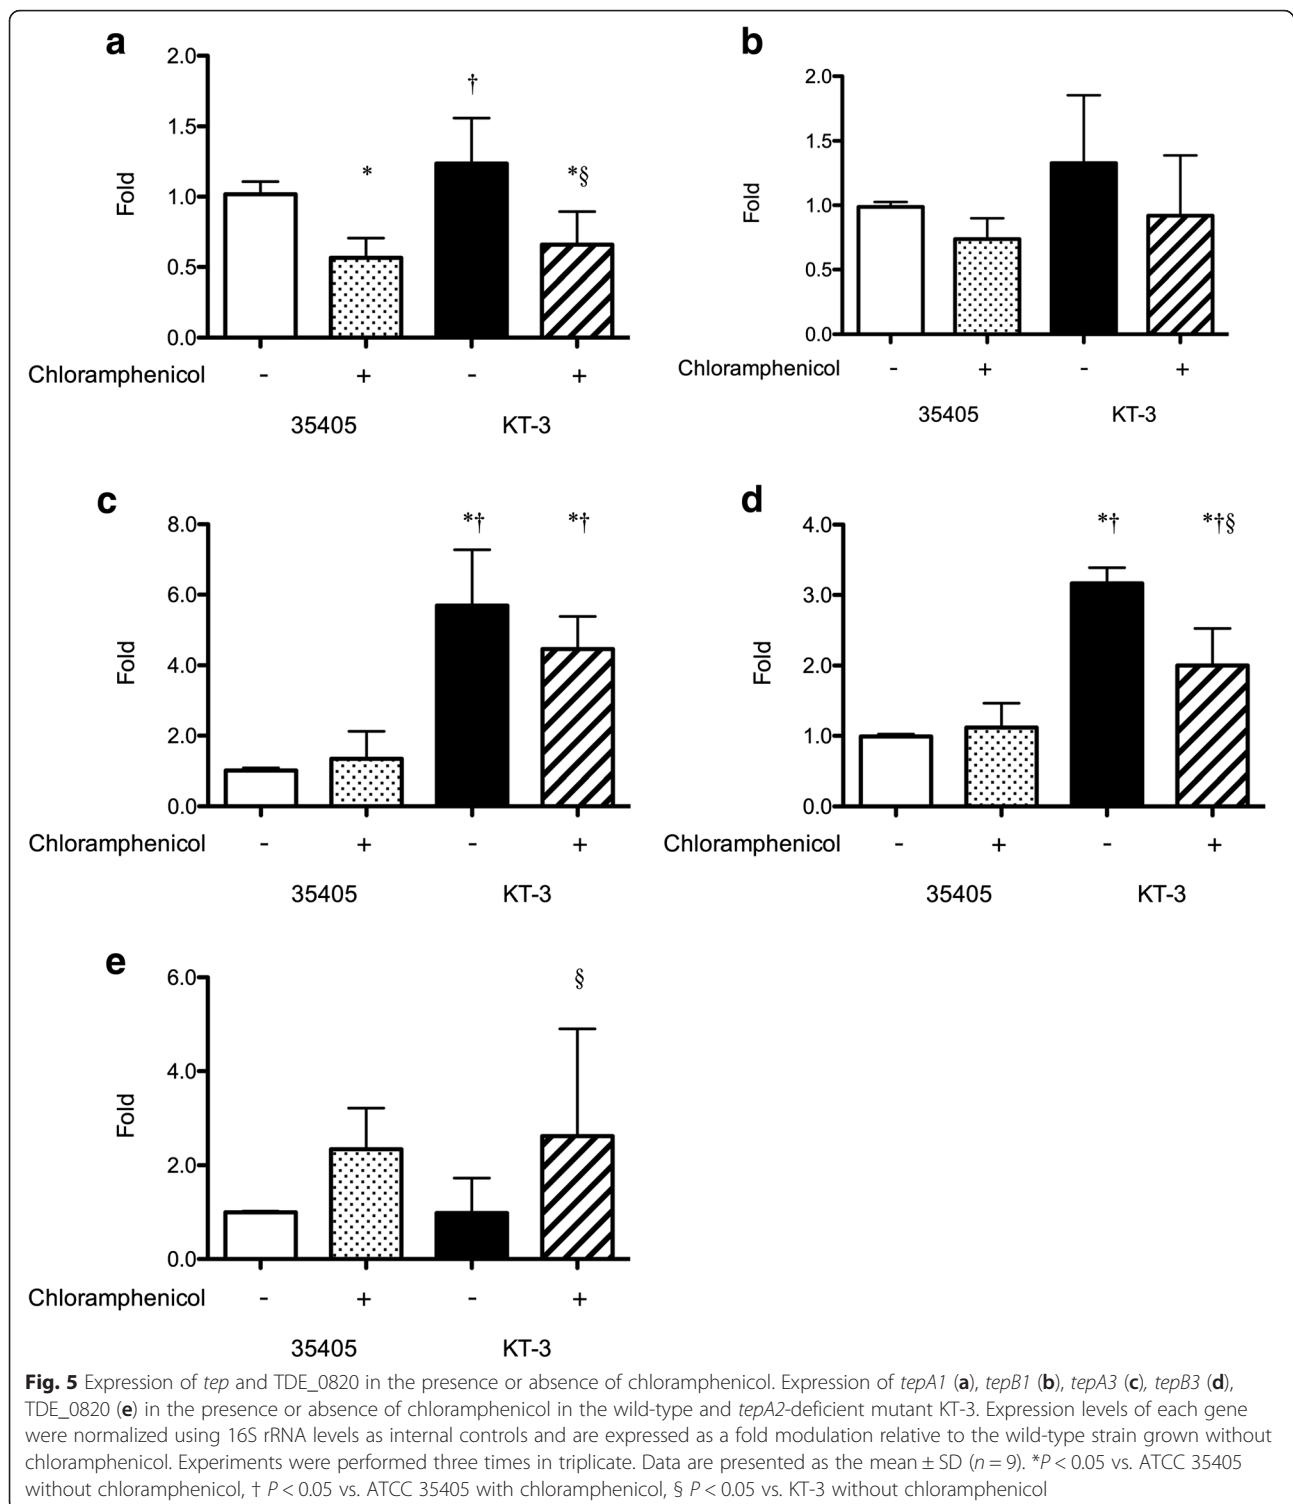 a
2.0
†
1.5
* *§
1.0
Fold
0.5
0.0
Chloramphenicol - + - +
35405 KT-3
b
2.0
1.5
1.0
Fold
0.5
0.0
Chloramphenicol - + - +
35405 KT-3
c
8.0
*† *†
6.0
Fold
4.0
2.0
0.0
Chloramphenicol - + - +
35405 KT-3
d
4.0
*† *†§
3.0
Fold
2.0
1.0
0.0
Chloramphenicol - + - +
35405 KT-3
e
6.0
§
4.0
Fold
2.0
0.0
Chloramphenicol - + - +
35405 KT-3
Fig. 5 Expression of tep and TDE_0820 in the presence or absence of chloramphenicol. Expression of tepA1 (a), tepB1 (b), tepA3 (c), tepB3 (d),
TDE_0820 (e) in the presence or absence of chloramphenicol in the wild-type and tepA2-deficient mutant KT-3. Expression levels of each gene
were normalized using 16S rRNA levels as internal controls and are expressed as a fold modulation relative to the wild-type strain grown without
chloramphenicol. Experiments were performed three times in triplicate. Data are presented as the mean ± SD (n = 9). *P < 0.05 vs. ATCC 35405
without chloramphenicol, † P < 0.05 vs. ATCC 35405 with chloramphenicol, § P < 0.05 vs. KT-3 without chloramphenicol